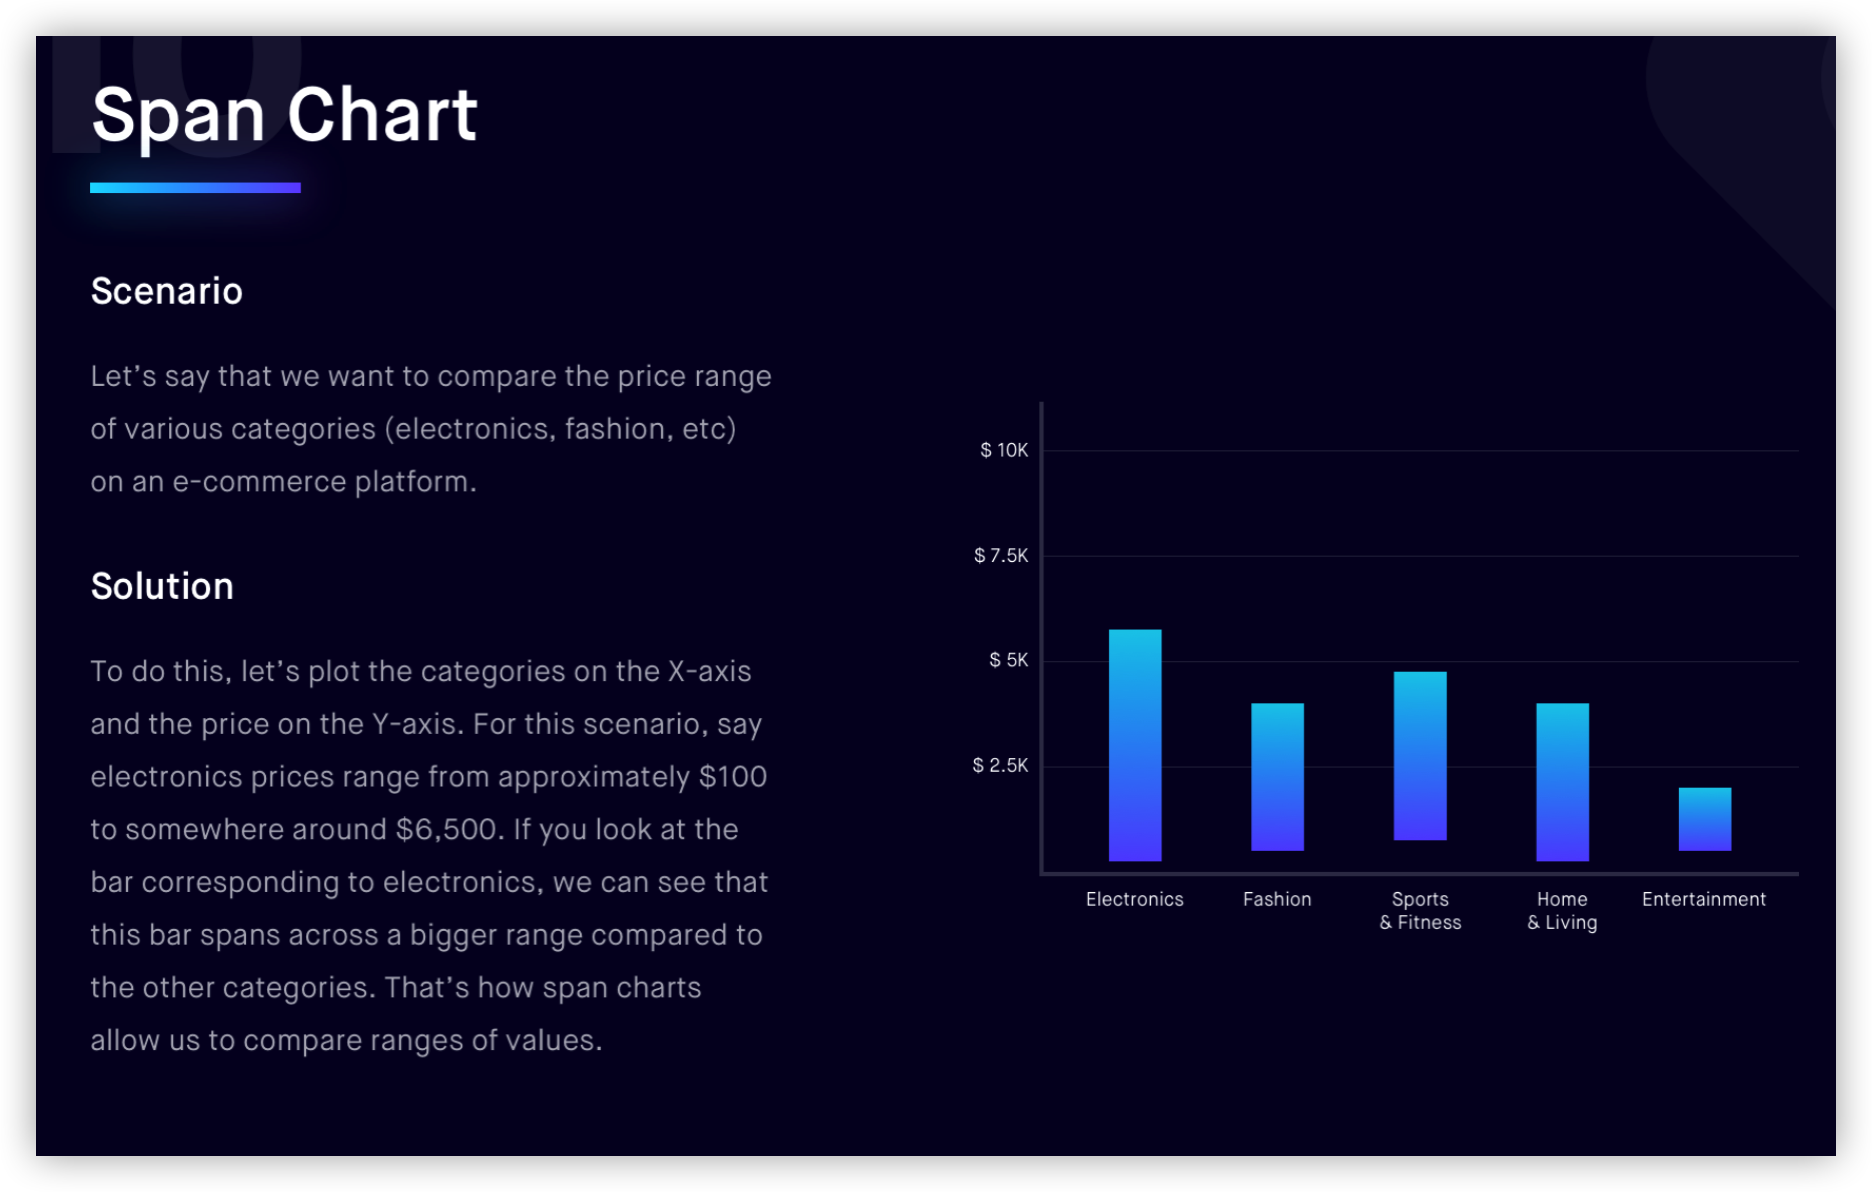 10
Span Chart
Scenario
Let’s say that we want to compare the price range
of various categories (electronics, fashion, etc)
on an e-commerce platform.
Solution
To do this, let’s plot the categories on the X-axis
and the price on the Y-axis. For this scenario, say
electronics prices range from approximately $100
to somewhere around $6,500. If you look at the
bar corresponding to electronics, we can see that
this bar spans across a bigger range compared to
the other categories. That’s how span charts
allow us to compare ranges of values.
$ 10K
$ 7.5K
$ 5K
$ 2.5K
Electronics
Fashion
Sports
& Fitness
Home
& Living
Entertainment